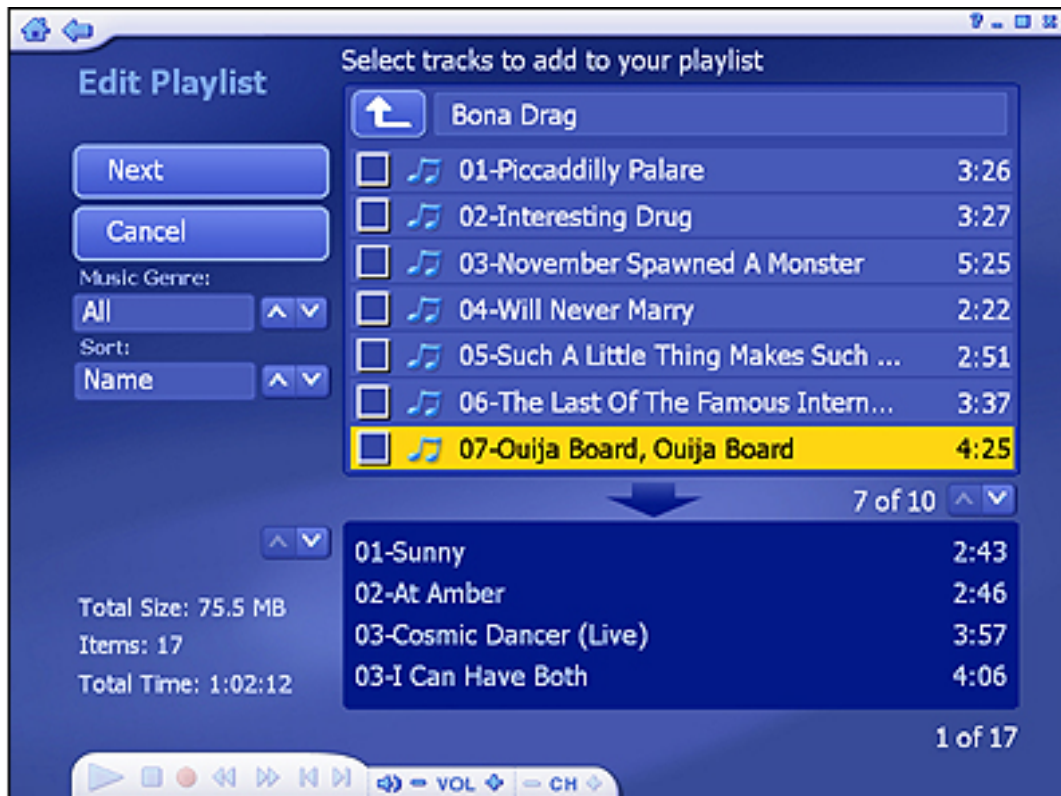 Edit Playlist
Next
Cancel
Music Genre:
All
Sort:
Name
Select tracks to add to your playlist
Bona Drag
01-Piccaddilly Palare 3:26
02-Interesting Drug 3:27
03-November Spawned A Monster 5:25
04-Will Never Marry 2:22
05-Such A Little Thing Makes Such ... 2:51
06-The Last Of The Famous Intern... 3:37
07-Ouija Board, Ouija Board 4:25
7 of 10
01-Sunny 2:43
02-At Amber 2:46
03-Cosmic Dancer (Live) 3:57
03-I Can Have Both 4:06
Total Size: 75.5 MB
Items: 17
Total Time: 1:02:12
1 of 17
VOL
CH